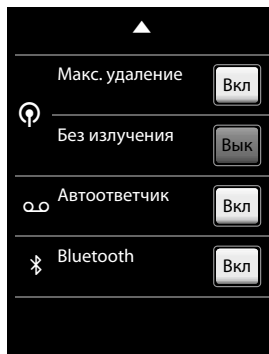 Макс. удаление
Вкл
Без излучения
Вык
Автоответчик
Вкл
Bluetooth
Вкл